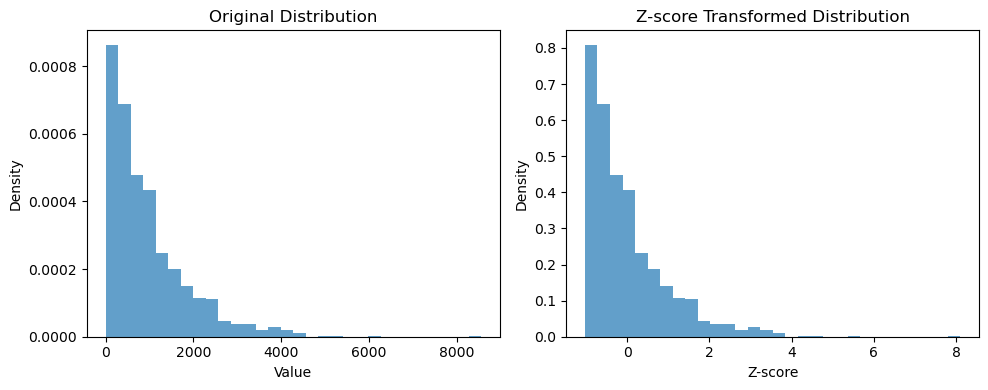 Original Distribution
Density
0.0008
0.0006
0.0004
0.0002
0.0000
0 2000 4000 6000 8000
Value
Z-score Transformed Distribution
Density
0.8
0.7
0.6
0.5
0.4
0.3
0.2
0.1
0.0
0 2 4 6 8
Z-score